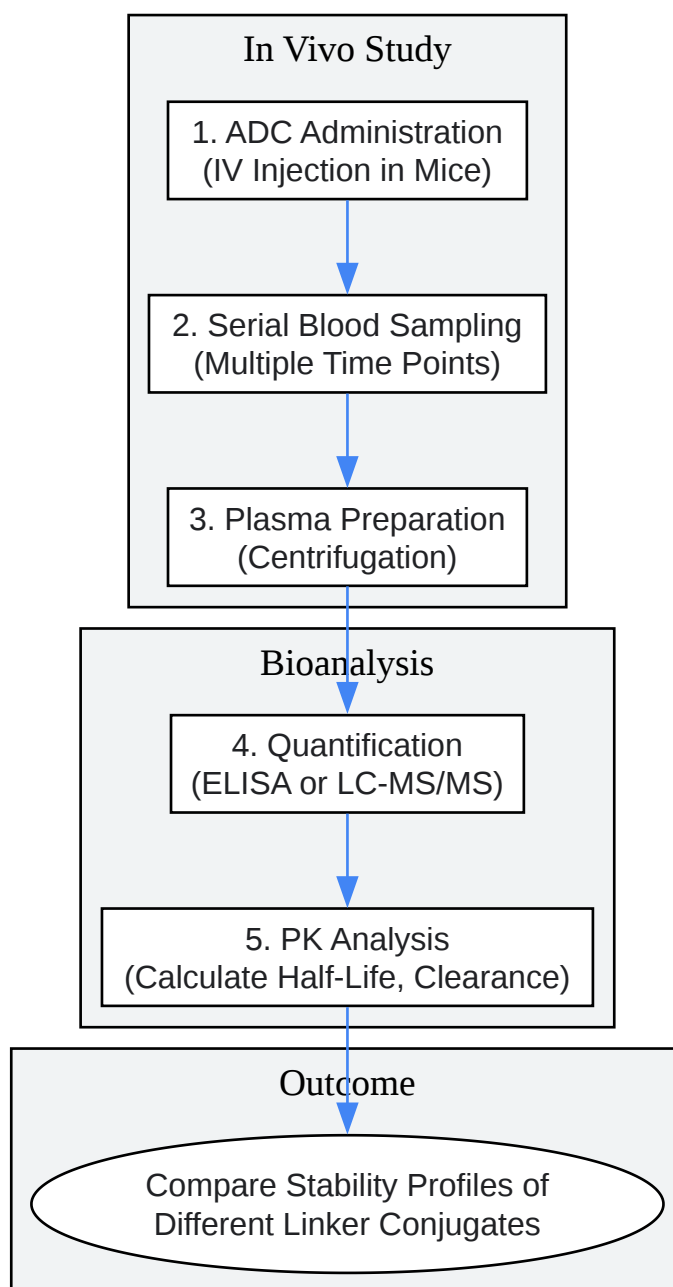 In Vivo Study
1. ADC Administration
(IV Injection in Mice)
2. Serial Blood Sampling
(Multiple Time Points)
3. Plasma Preparation
(Centrifugation)
Bioanalysis
4. Quantification
(ELISA or LC-MS/MS)
5. PK Analysis
(Calculate Half-Life, Clearance)
Outcome
Compare Stability Profiles of
Different Linker Conjugates